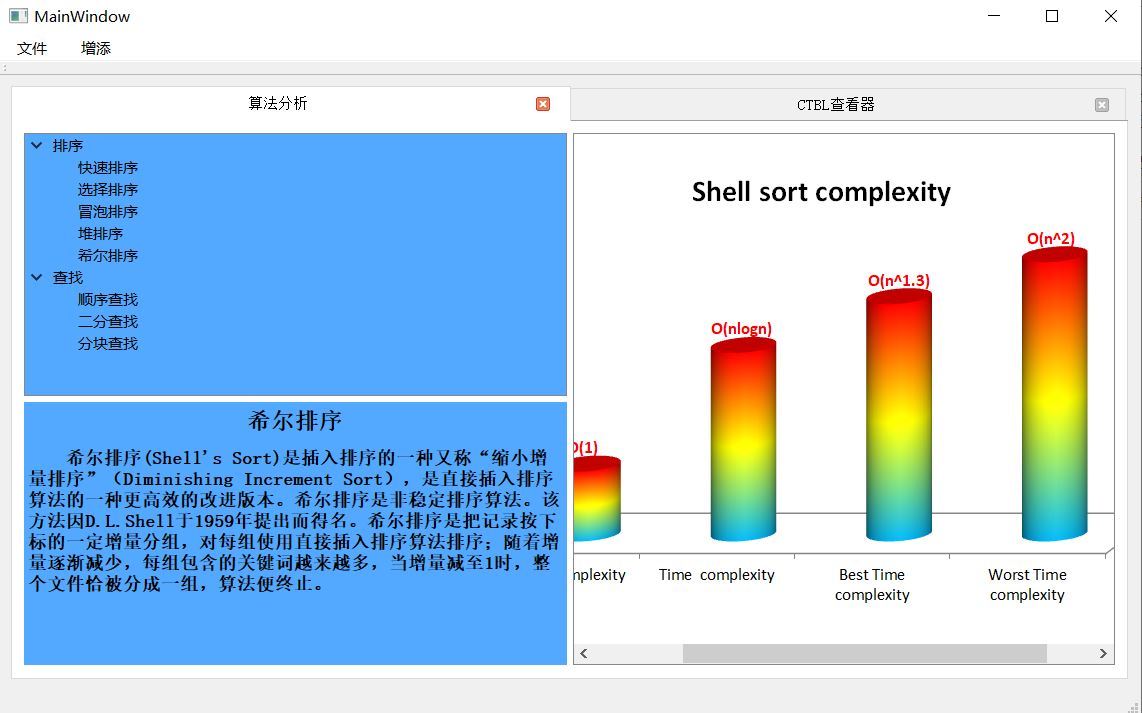 MainWindow
文件 增添
算法分析
CTBL查看器
排序
快速排序
选择排序
冒泡排序
堆排序
希尔排序
查找
顺序查找
二分查找
分块查找
希尔排序
希尔排序(Shell's Sort)是插入排序的一种又称“缩小增
量排序”（Diminishing Increment Sort），是直接插入排序
算法的一种更高效的改进版本。希尔排序是非稳定排序算法。该
方法因D.L.Shell于1959年提出而得名。希尔排序是把记录按下
标的一定增量分组，对每组使用直接插入排序算法排序；随着增
量逐渐减少，每组包含的关键词越来越多，当增量减至1时，整
个文件恰被分成一组，算法便终止。
Shell sort complexity
O(n^2)
O(n^1.3)
O(nlogn)
Time complexity
Best Time
complexity
Worst Time
complexity